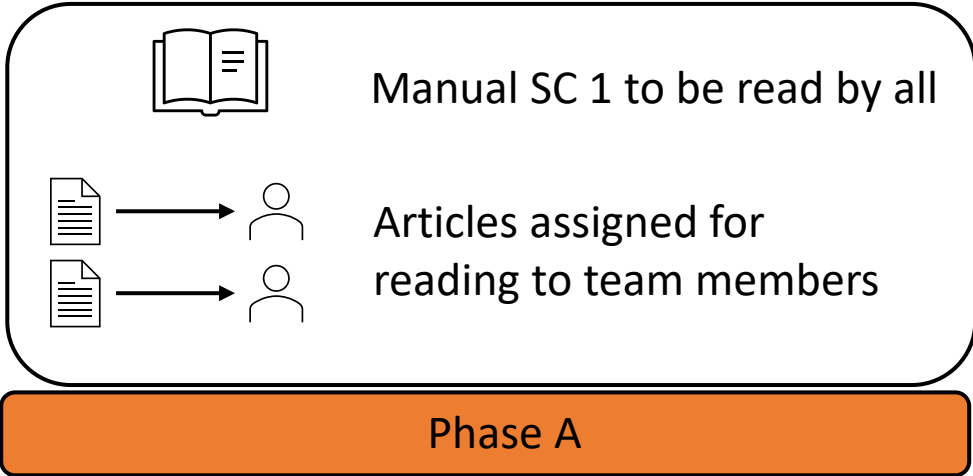 Manual SC 1 to be read by all
Articles assigned for
reading to team members
Phase A